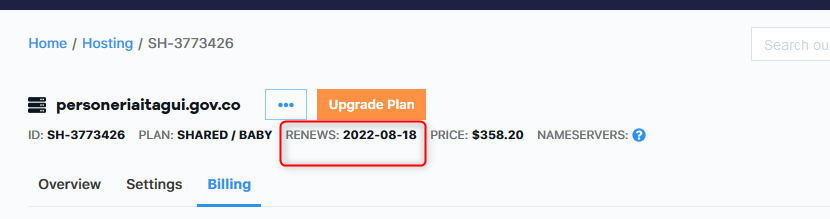 Home / Hosting / SH-3773426
Search ou
personeriaitagui.gov.co ••• Upgrade Plan
ID: SH-3773426 PLAN: SHARED / BABY RENEWS: 2022-08-18 PRICE: $358.20 NAMESERVERS: ?
Overview Settings Billing